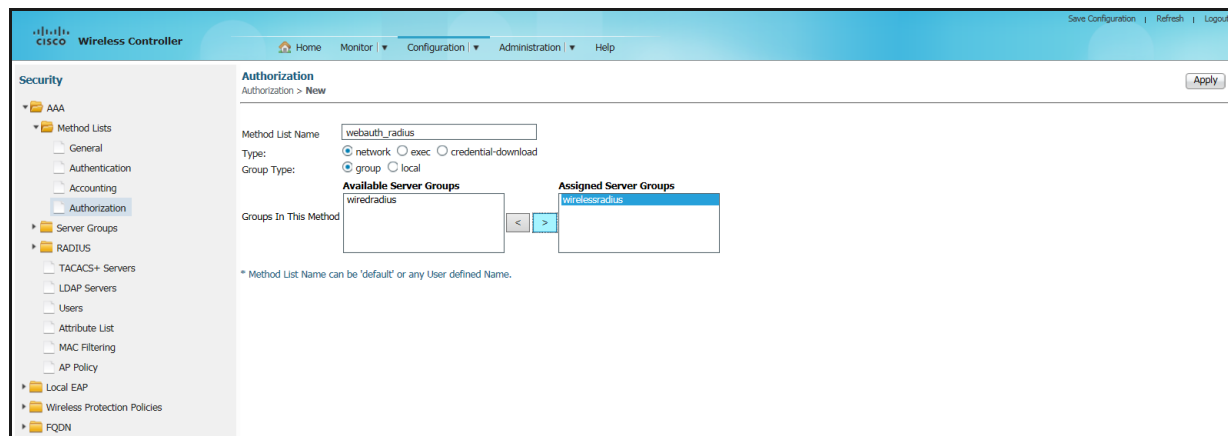 Save Configuration | Refresh | Logout
CISCO Wireless Controller
Home Monitor | ▼ Configuration | ▼ Administration | ▼ Help
Security
AAA
Method Lists
General
Authentication
Accounting
Authorization
Server Groups
RADIUS
TACACS+ Servers
LDAP Servers
Users
Attribute List
MAC Filtering
AP Policy
Local EAP
Wireless Protection Policies
FQDN
Authorization
Authorization > New
Apply
Method List Name webauth_radius
Type: network exec credential-download
Group Type: group local
Available Server Groups Assigned Server Groups
wiredradius wirelessradius
Groups In This Method < >
* Method List Name can be 'default' or any User defined Name.